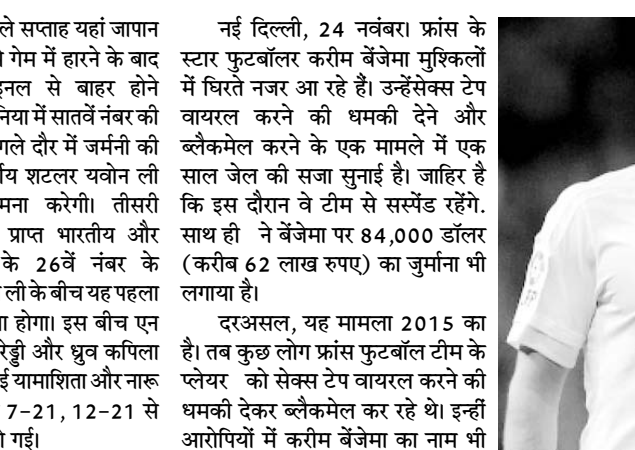 ले सप्ताह यहां जापान
गेम में हारने के बाद
इनल से बाहर होने
निया में सातवें नंबर की
गले दौर में जर्मनी की
य शटलर यवोन ली
मना करेगी। तीसरी
प्राप्त भारतीय और
के 26वें नंबर के
ली के बीच यह पहला
ा होगा। इस बीच एन
रेड्डी और ध्रुव कपिला
ई यामाशिता और नारू
7-21, 12-21 से
गई।
नई दिल्ली, 24 नवंबर। फ्रांस के
स्टार फुटबॉलर करीम बेंजेमा मुश्किलों
में घिरते नजर आ रहे हैं। उन्हेंसेक्स टेप
वायरल करने की धमकी देने और
ब्लैकमेल करने के एक मामले में एक
साल जेल की सजा सुनाई है। जाहिर है
कि इस दौरान वे टीम से सस्पेंड रहेंगे.
साथ ही ने बेंजेमा पर 84,000 डॉलर
(करीब 62 लाख रुपए) का जुर्माना भी
लगाया है।
दरअसल, यह मामला 2015 का
है। तब कुछ लोग फ्रांस फुटबॉल टीम के
प्लेयर को सेक्स टेप वायरल करने की
धमकी देकर ब्लैकमेल कर रहे थे। इन्हीं
आरोपियों में करीम बेंजेमा का नाम भी